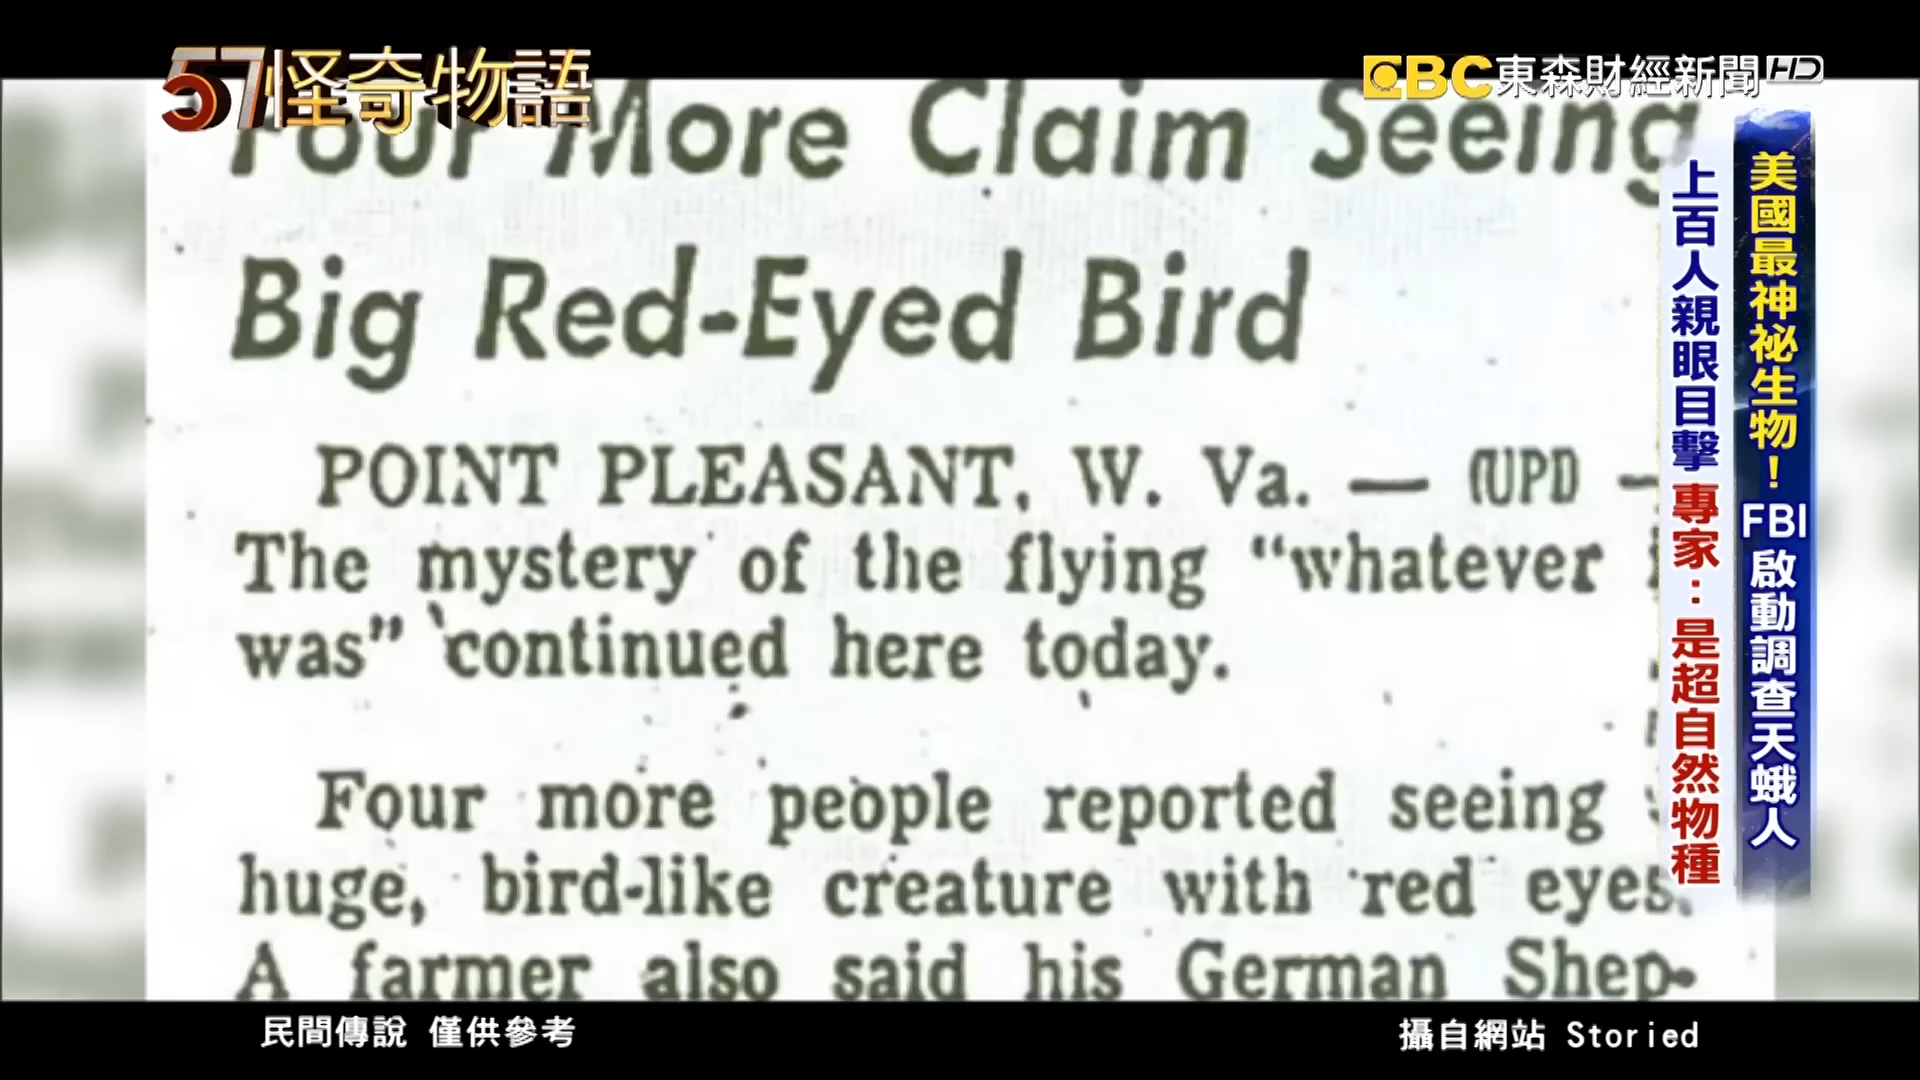 57怪奇物語
EBC東森財經新聞HD
Four More Claim Seeing
Big Red-Eyed Bird
POINT PLEASANT, W. Va. — (UPI) —
The mystery of the flying “whatever
was” continued here today.
Four more people reported seeing
huge, bird-like creature with red eyes.
A farmer also said his German Shep-
美國最神祕生物！FBI啟動調查天蛾人
上百人親眼目擊 專家：是超自然物種
民間傳說 僅供參考
攝自網站 Storied